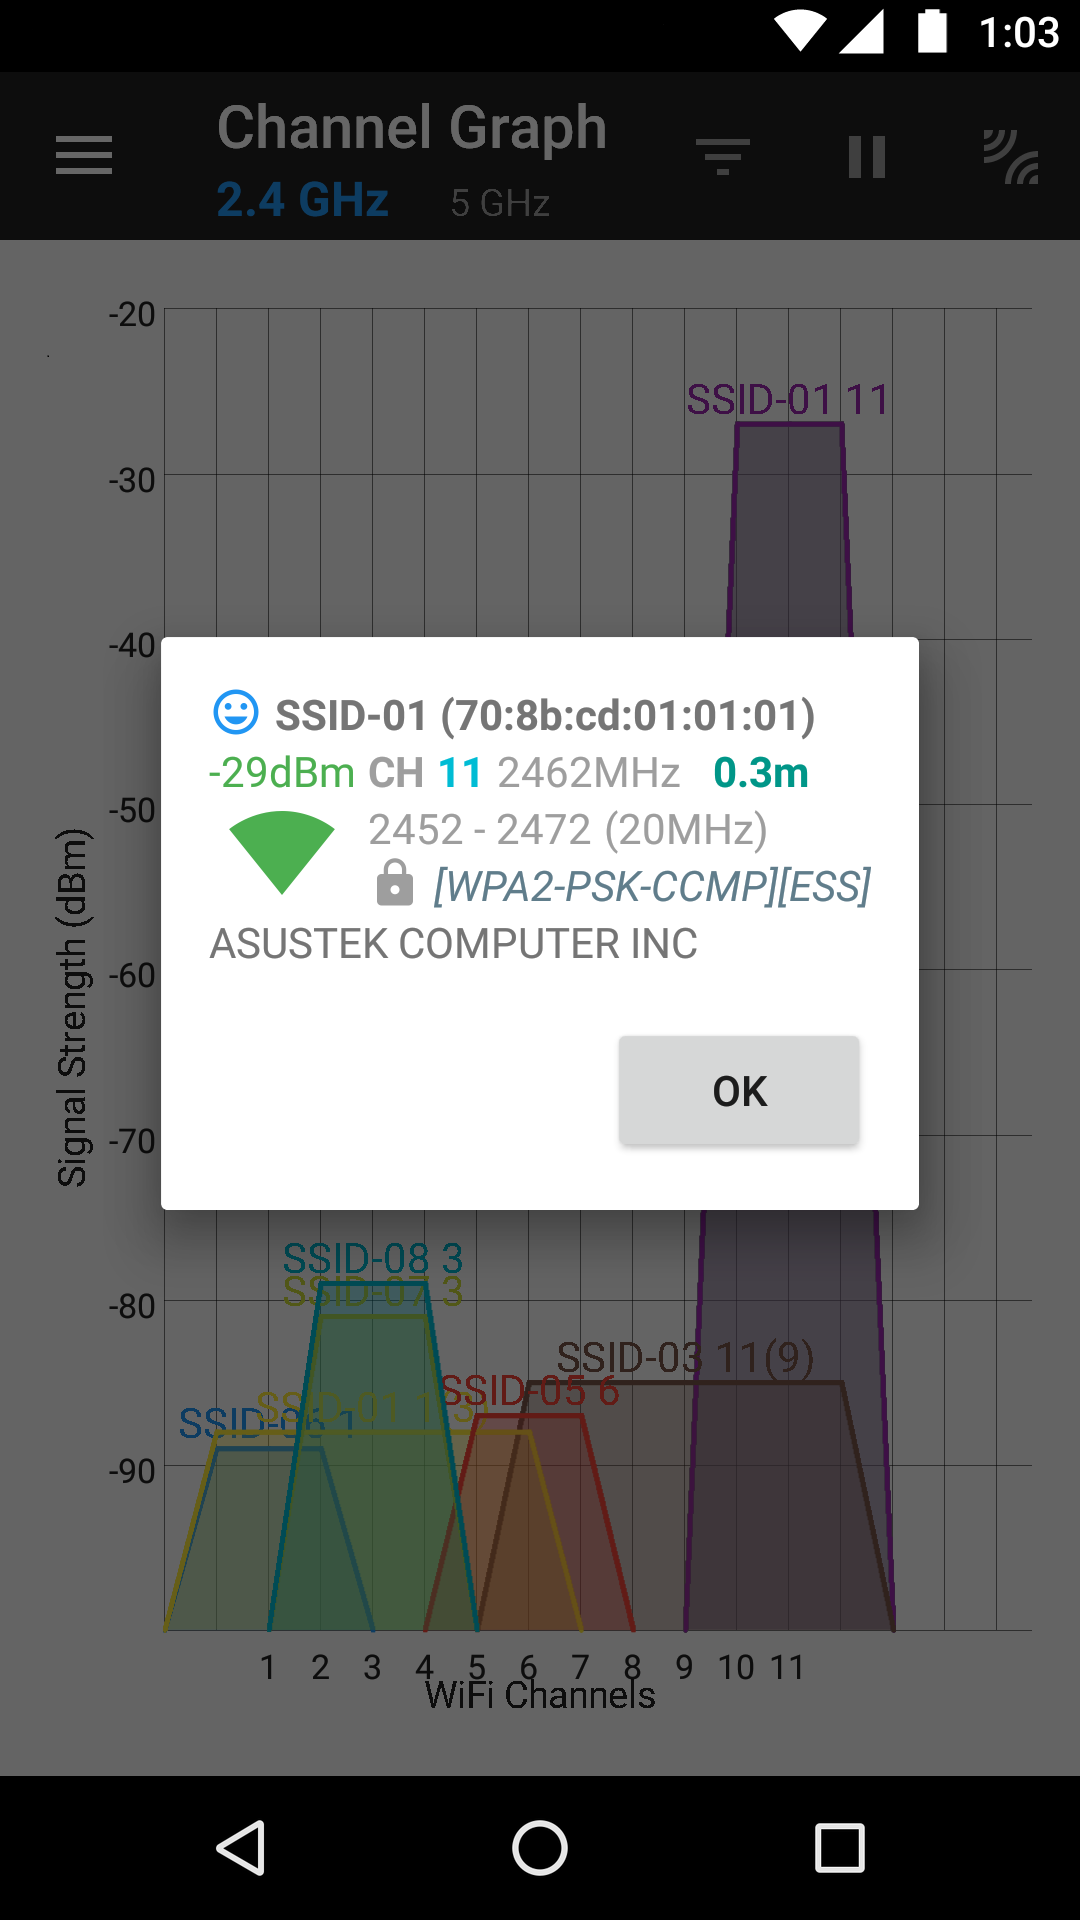 1:03
Channel Graph
2.4 GHz 5 GHz
-20
SSID-01 11
-30
-40
SSID-01 (70:8b:cd:01:01:01)
-29dBm CH 11 2462MHz 0.3m
2452 - 2472 (20MHz)
[WPA2-PSK-CCMP][ESS]
ASUSTEK COMPUTER INC
OK
-50
-60
-70
Signal Strength (dBm)
SSID-08 3
SSID-07 3
-80
SSID-03 11(9)
SSID-05 6
SSID-01 1(3)
SSID-06 1
-90
1 2 3 4 5 6 7 8 9 10 11
WiFi Channels